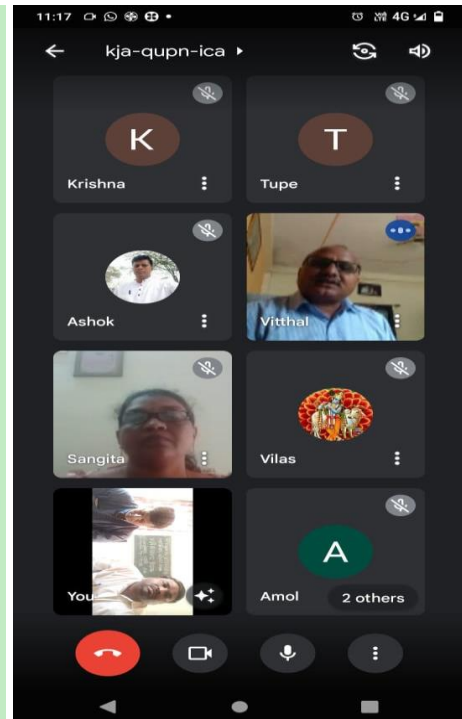 11:17
4G
kja-qupn-ica
K
T
Krishna
Tupe
Ashok
Vitthal
Sangita
Vilas
You
A
Amol
2 others